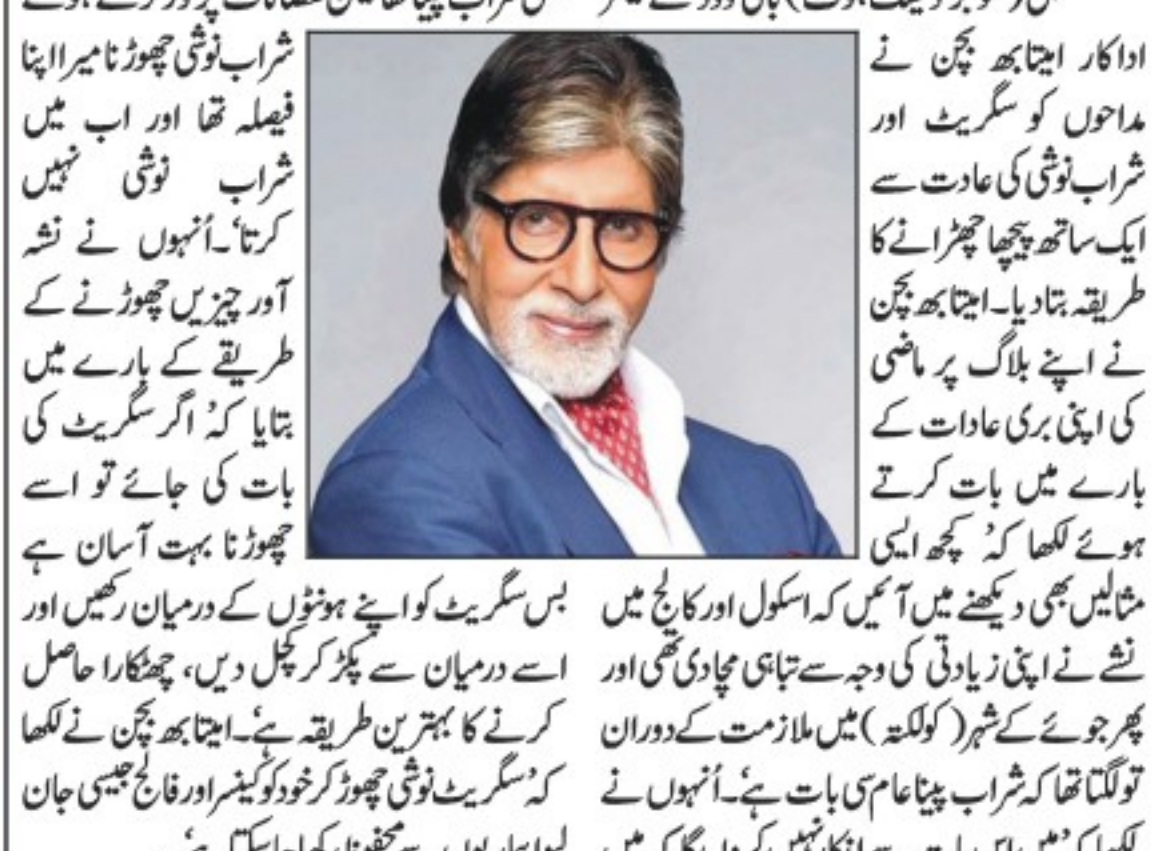 بالی ووڈ کے
اداکار امیتابھ بچن نے
مداحوں کو سگریٹ اور
شراب نوشی کی عادت سے
ایک ساتھ پیچھا چھڑانے کا
طریقہ بتادیا۔امیتابھ بچن
نے اپنے بلاگ پر ماضی
کی اپنی بری عادات کے
بارے میں بات کرتے
ہوئے لکھا کہ' کچھ ایسی
مثالیں بھی دیکھنے میں آئیں کہ اسکول اور کالج میں
نشے نے اپنی زیادتی کی وجہ سے تباہی مچادی تھی اور
پھر جوئے کے شہر( کولکتہ )میں ملازمت کے دوران
تو لگتا تھا کہ شراب پینا عام سی بات ہے'۔اُنہوں نے
شراب نوشی چھوڑنا میرا اپنا
فیصلہ تھا اور اب میں
شراب نوشی نہیں
کرتا'۔اُنہوں نے نشہ
آور چیزیں چھوڑنے کے
طریقے کے بارے میں
بتایا کہ' اگر سگریٹ کی
بات کی جائے تو اسے
چھوڑنا بہت آسان ہے
بس سگریٹ کو اپنے ہونٹوں کے درمیان رکھیں اور
اسے درمیان سے پکڑ کر کچل دیں، چھٹکارا حاصل
کرنے کا بہترین طریقہ ہے'۔امیتابھ بچن نے لکھا
کہ'سگریٹ نوشی چھوڑ کر خود کو کینسر اور فالج جیسی جان